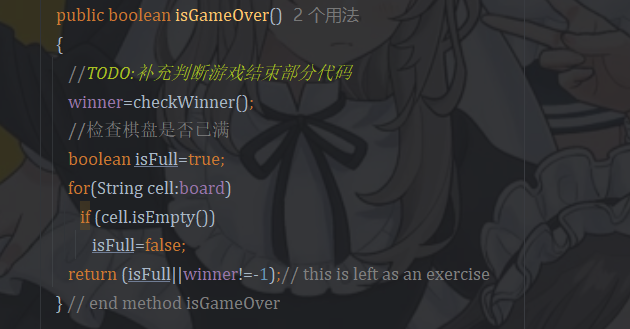 public boolean isGameOver() 2 个用法
{
//TODO:补充判断游戏结束部分代码
winner=checkWinner();
//检查棋盘是否已满
boolean isFull=true;
for(String cell:board)
if (cell.isEmpty())
isFull=false;
return (isFull||winner!=-1);// this is left as an exercise
} // end method isGameOver